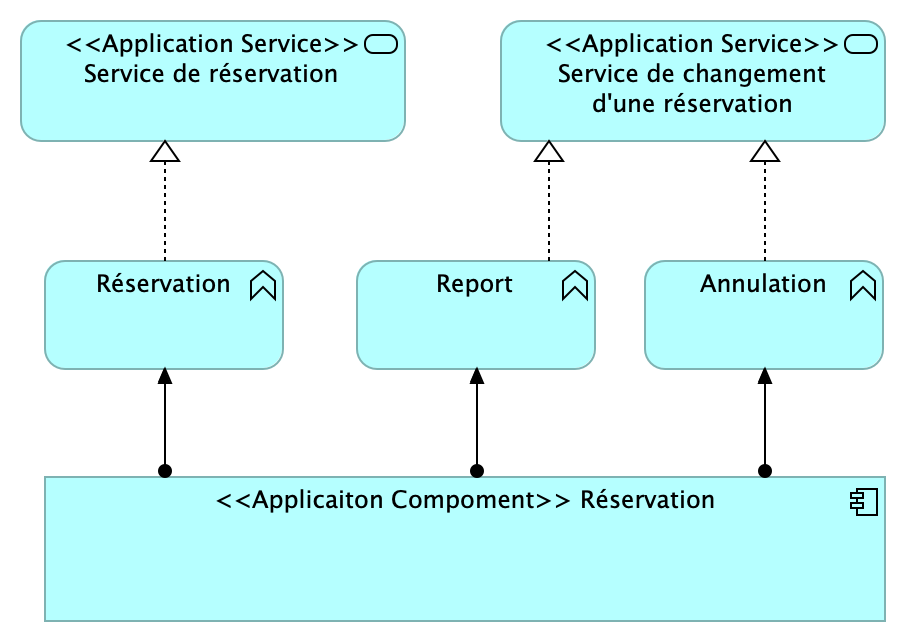 <<Application Service>>
Service de réservation
<<Application Service>>
Service de changement
d'une réservation
Réservation
Report
Annulation
<<Applicaiton Compoment>> Réservation